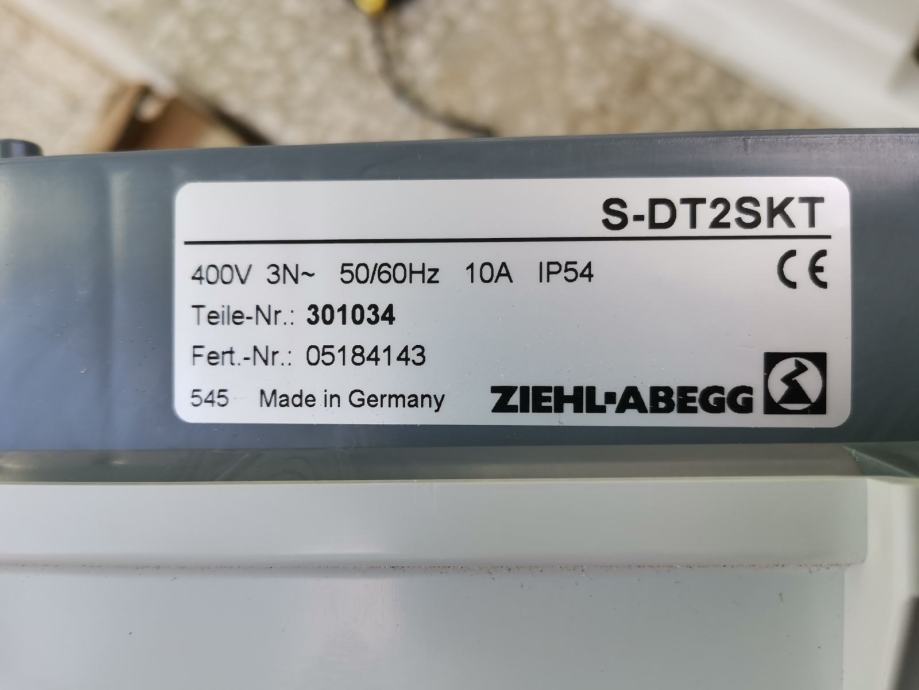 S-DT2SKT
400V 3N~ 50/60Hz 10A IP54 CE
Teile-Nr.: 301034
Fert.-Nr.: 05184143
545 Made in Germany ZIEHL-ABEGG